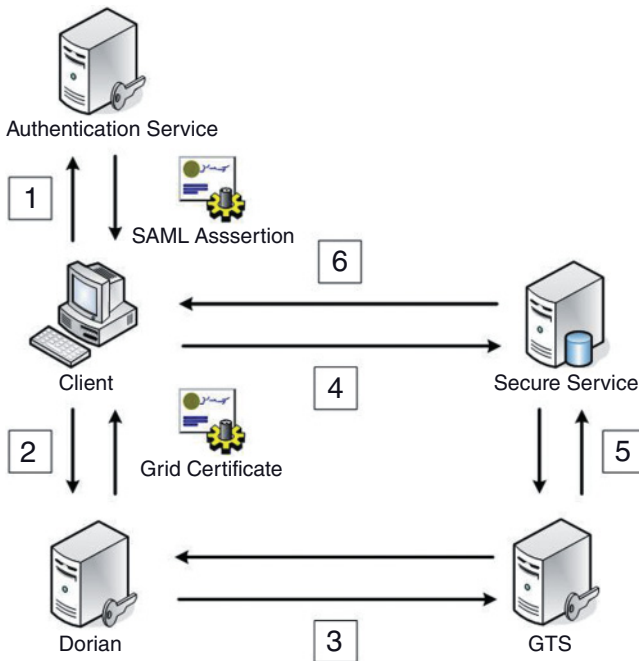 Authentication Service
1
SAML Asssertion
6
Client
4
Secure Service
2
Grid Certificate
5
Dorian
3
GTS